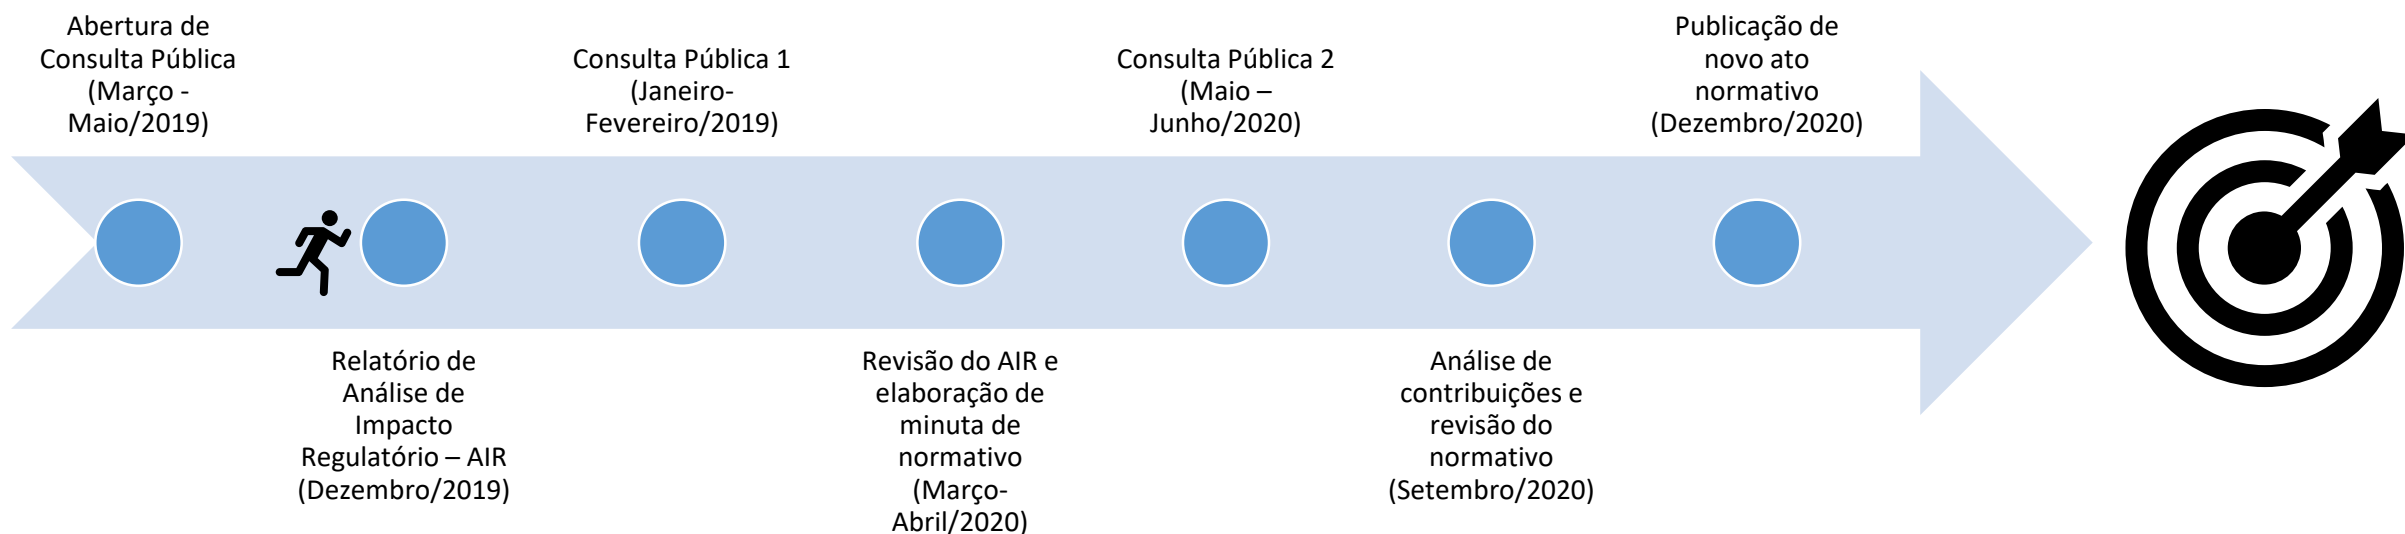 Abertura de
Consulta Pública
(Março -
Maio/2019)
Relatório de
Análise de
Impacto
Regulatório – AIR
(Dezembro/2019)
Consulta Pública 1
(Janeiro-
Fevereiro/2019)
Revisão do AIR e
elaboração de
minuta de
normativo
(Março-
Abril/2020)
Consulta Pública 2
(Maio –
Junho/2020)
Análise de
contribuições e
revisão do
normativo
(Setembro/2020)
Publicação de
novo ato
normativo
(Dezembro/2020)